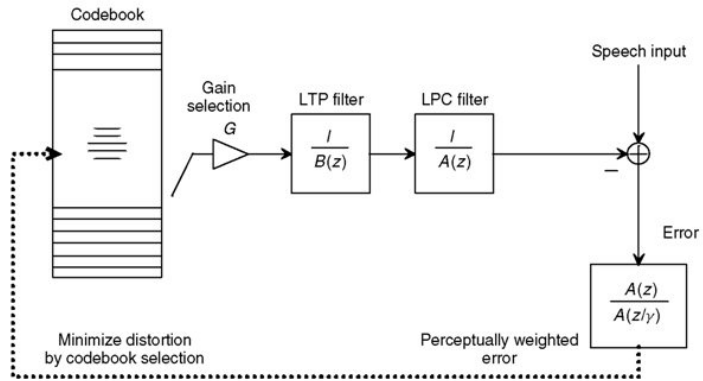 Codebook
Speech input
Gain
selection
G
LTP filter
LPC filter
I
B(z)
I
A(z)
−
Error
A(z)
A(z/γ)
Minimize distortion
by codebook selection
Perceptually weighted
error